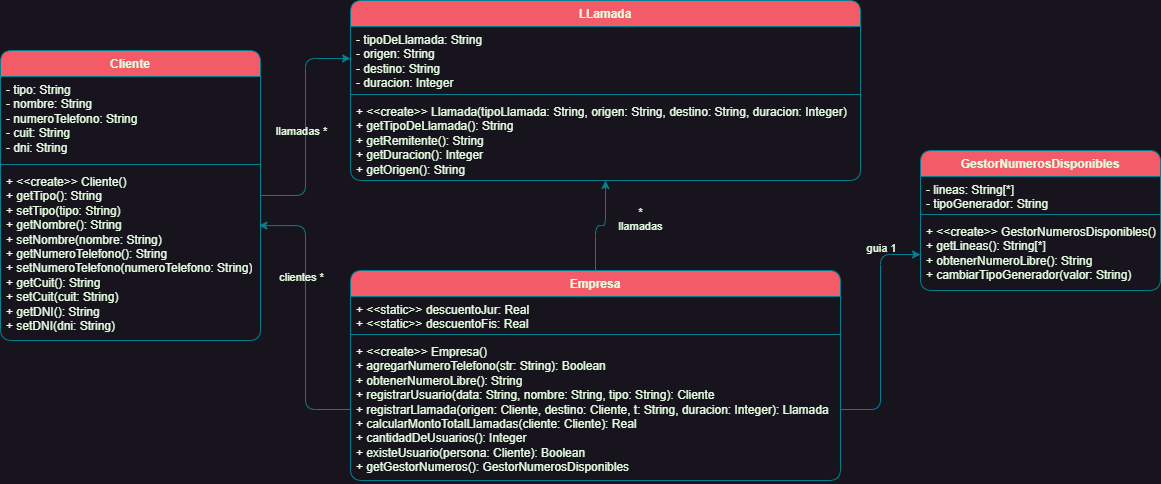 LLamada
- tipoDeLlamada: String
- origen: String
- destino: String
- duracion: Integer
+ <<create>> Llamada(tipoLlamada: String, origen: String, destino: String, duracion: Integer)
+ getTipoDeLlamada(): String
+ getRemitente(): String
+ getDuracion(): Integer
+ getOrigen(): String
Cliente
- tipo: String
- nombre: String
- numeroTelefono: String
- cuit: String
- dni: String
+ <<create>> Cliente()
+ getTipo(): String
+ setTipo(tipo: String)
+ getNombre(): String
+ setNombre(nombre: String)
+ getNumeroTelefono(): String
+ setNumeroTelefono(numeroTelefono: String)
+ getCuit(): String
+ setCuit(cuit: String)
+ getDNI(): String
+ setDNI(dni: String)
llamadas *
GestorNumerosDisponibles
- lineas: String[*]
- tipoGenerador: String
+ <<create>> GestorNumerosDisponibles()
+ getLineas(): String[*]
+ obtenerNumeroLibre(): String
+ cambiarTipoGenerador(valor: String)
*
llamadas
guia 1
clientes *
Empresa
+ <<static>> descuentoJur: Real
+ <<static>> descuentoFis: Real
+ <<create>> Empresa()
+ agregarNumeroTelefono(str: String): Boolean
+ obtenerNumeroLibre(): String
+ registrarUsuario(data: String, nombre: String, tipo: String): Cliente
+ registrarLlamada(origen: Cliente, destino: Cliente, t: String, duracion: Integer): Llamada
+ calcularMontoTotalLlamadas(cliente: Cliente): Real
+ cantidadDeUsuarios(): Integer
+ existeUsuario(persona: Cliente): Boolean
+ getGestorNumeros(): GestorNumerosDisponibles